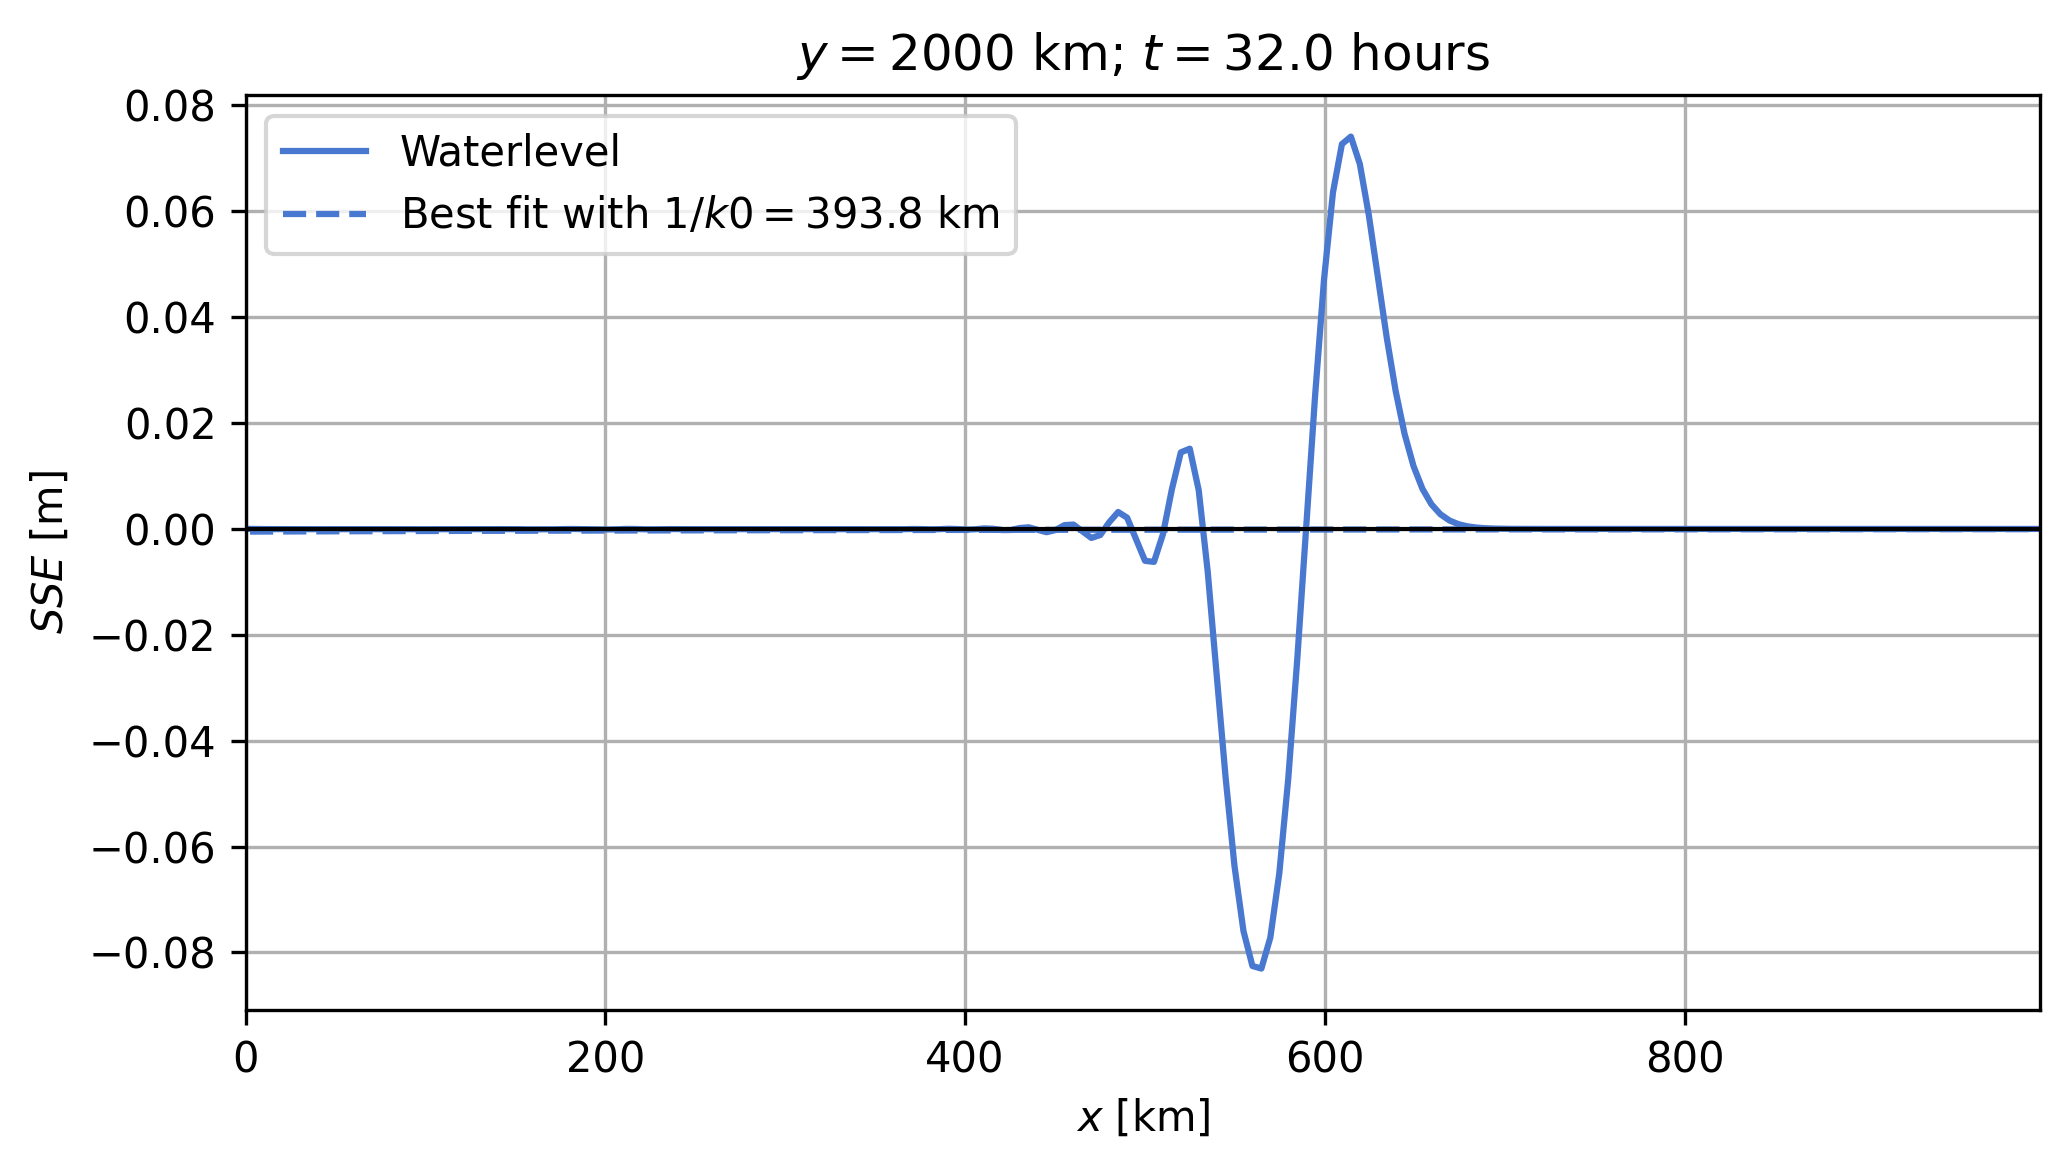 y = 2000 km; t = 32.0 hours
0.08
0.06
0.04
0.02
0.00
−0.02
−0.04
−0.06
−0.08
SSE [m]
Waterlevel
Best fit with 1/k0 = 393.8 km
0 200 400 600 800
x [km]